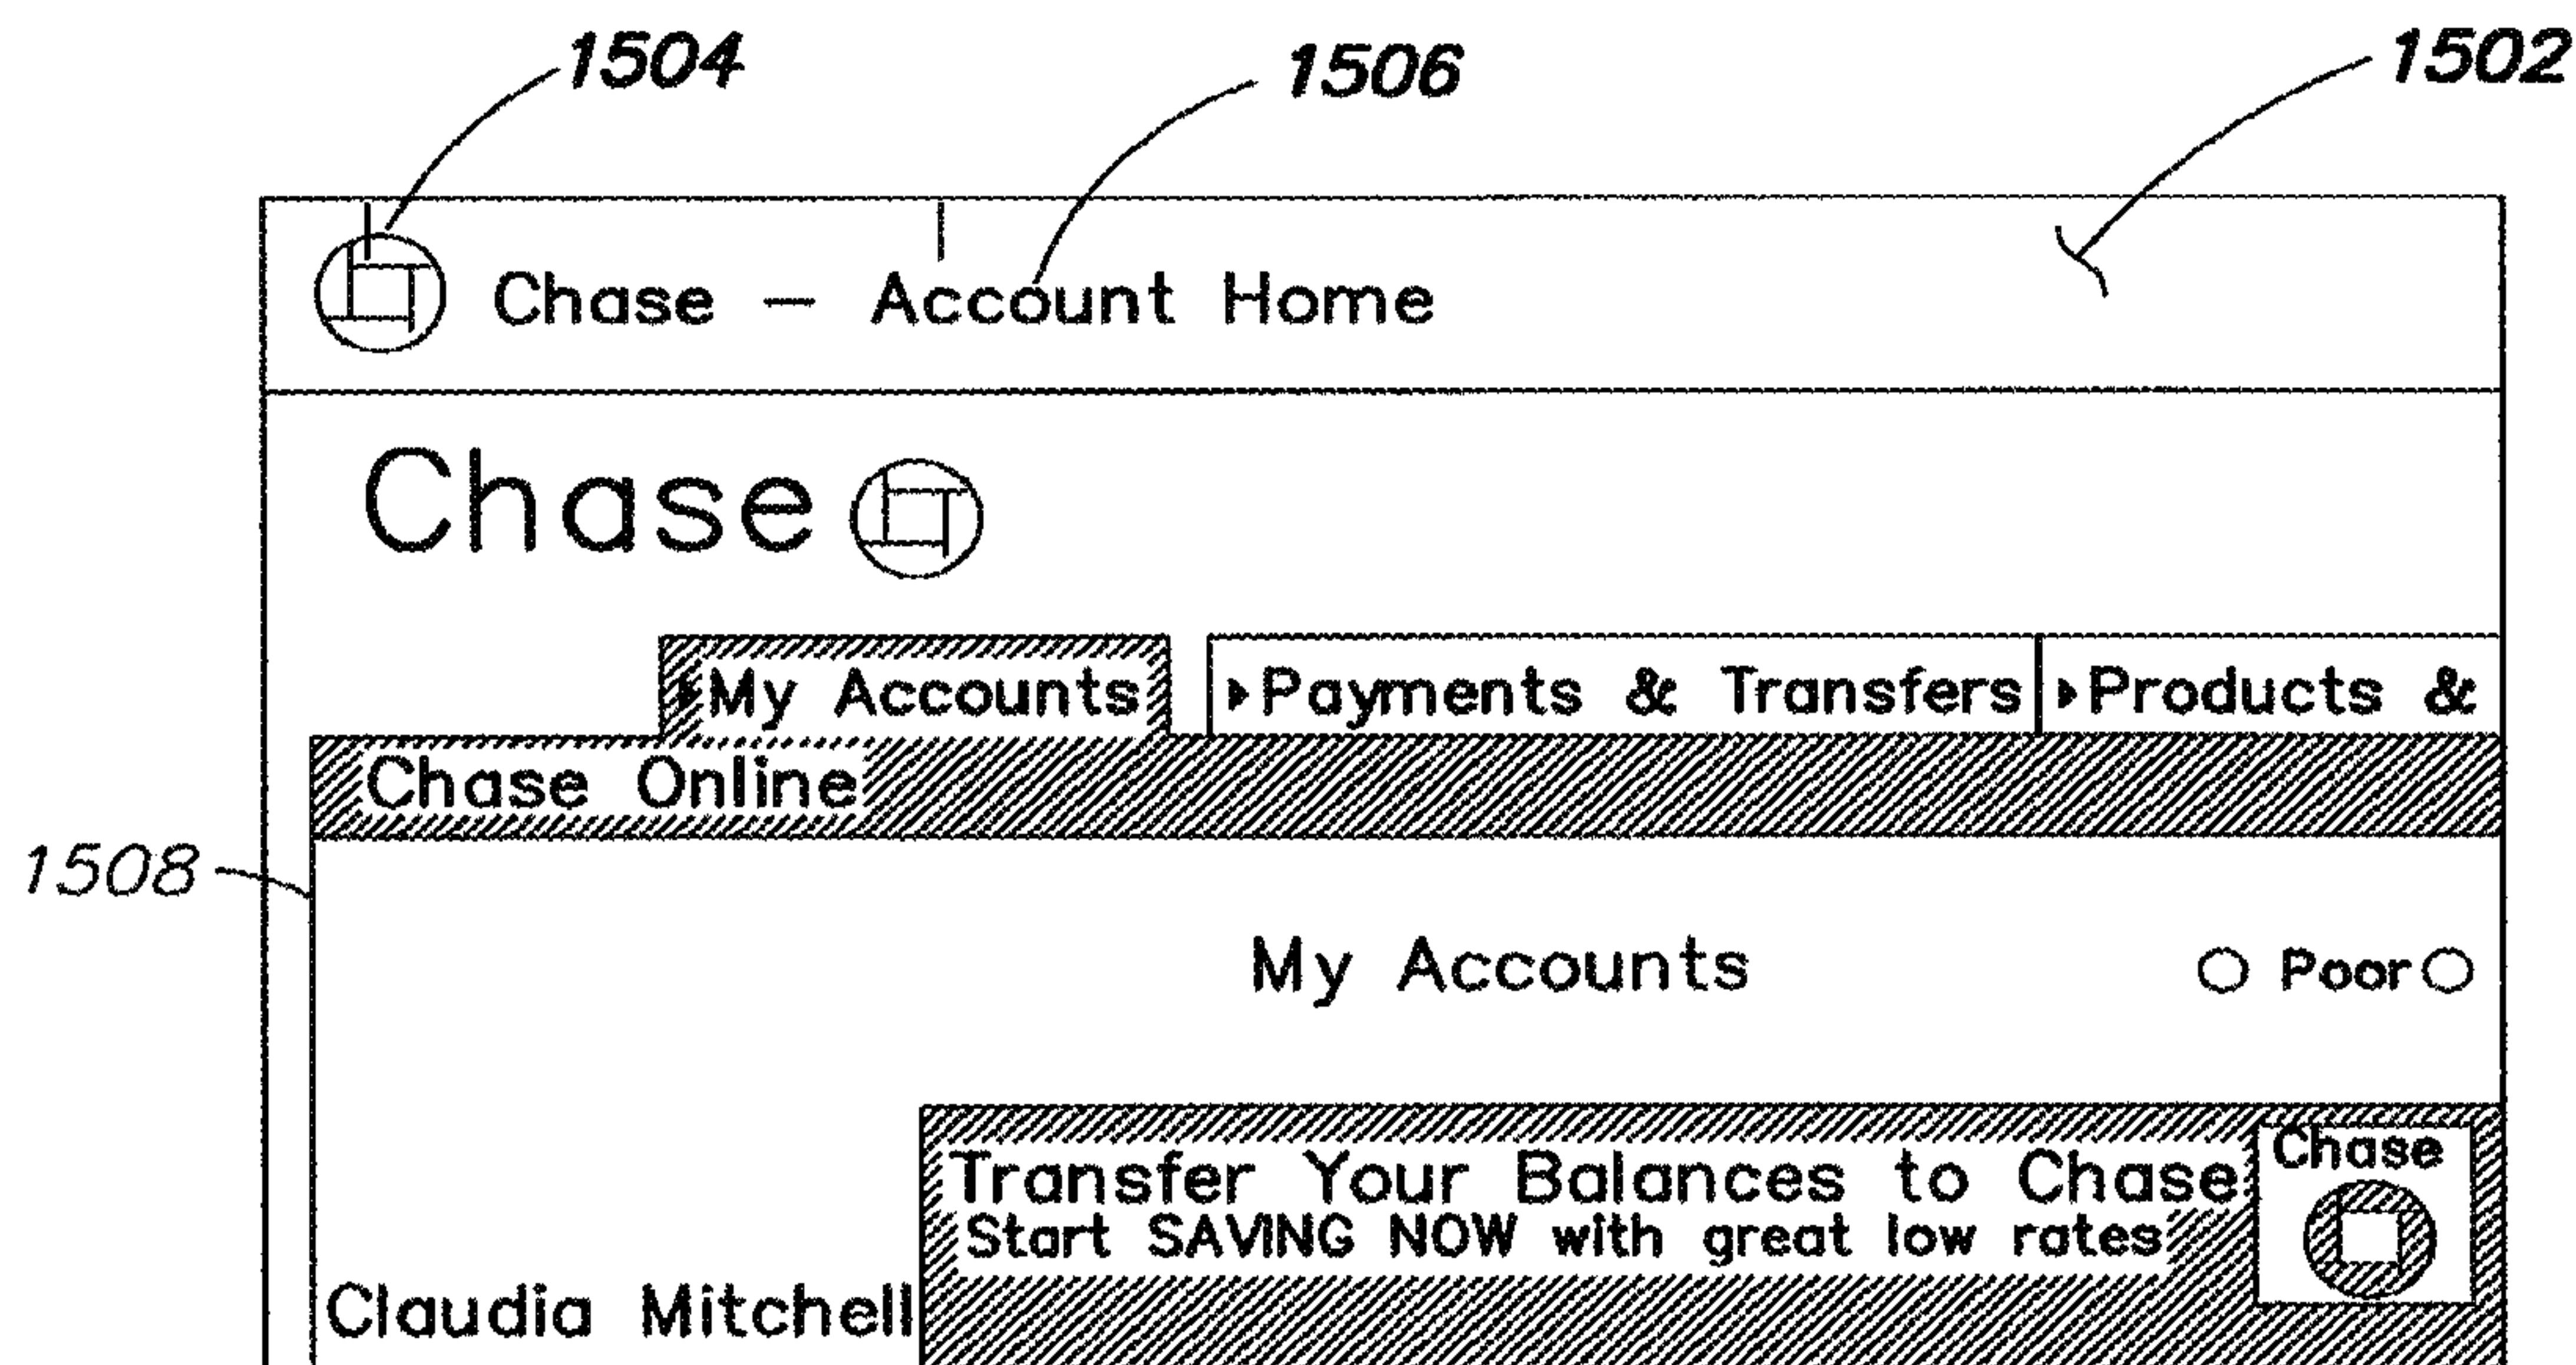 1504 1506 1502
Chase – Account Home
Chase
My Accounts Payments & Transfers Products &
Chase Online
1508
My Accounts Poor
Transfer Your Balances to Chase Chase
Start SAVING NOW with great low rates
Claudia Mitchell